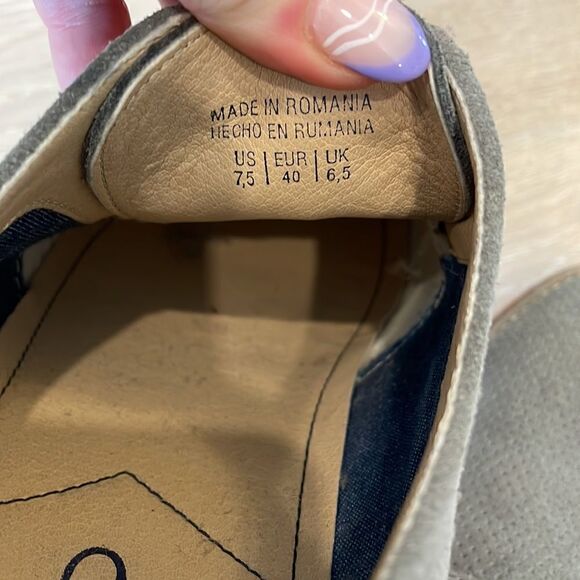 MADE IN ROMANIA
HECHO EN RUMANIA
US | EUR | UK
7,5 | 40 | 6,5